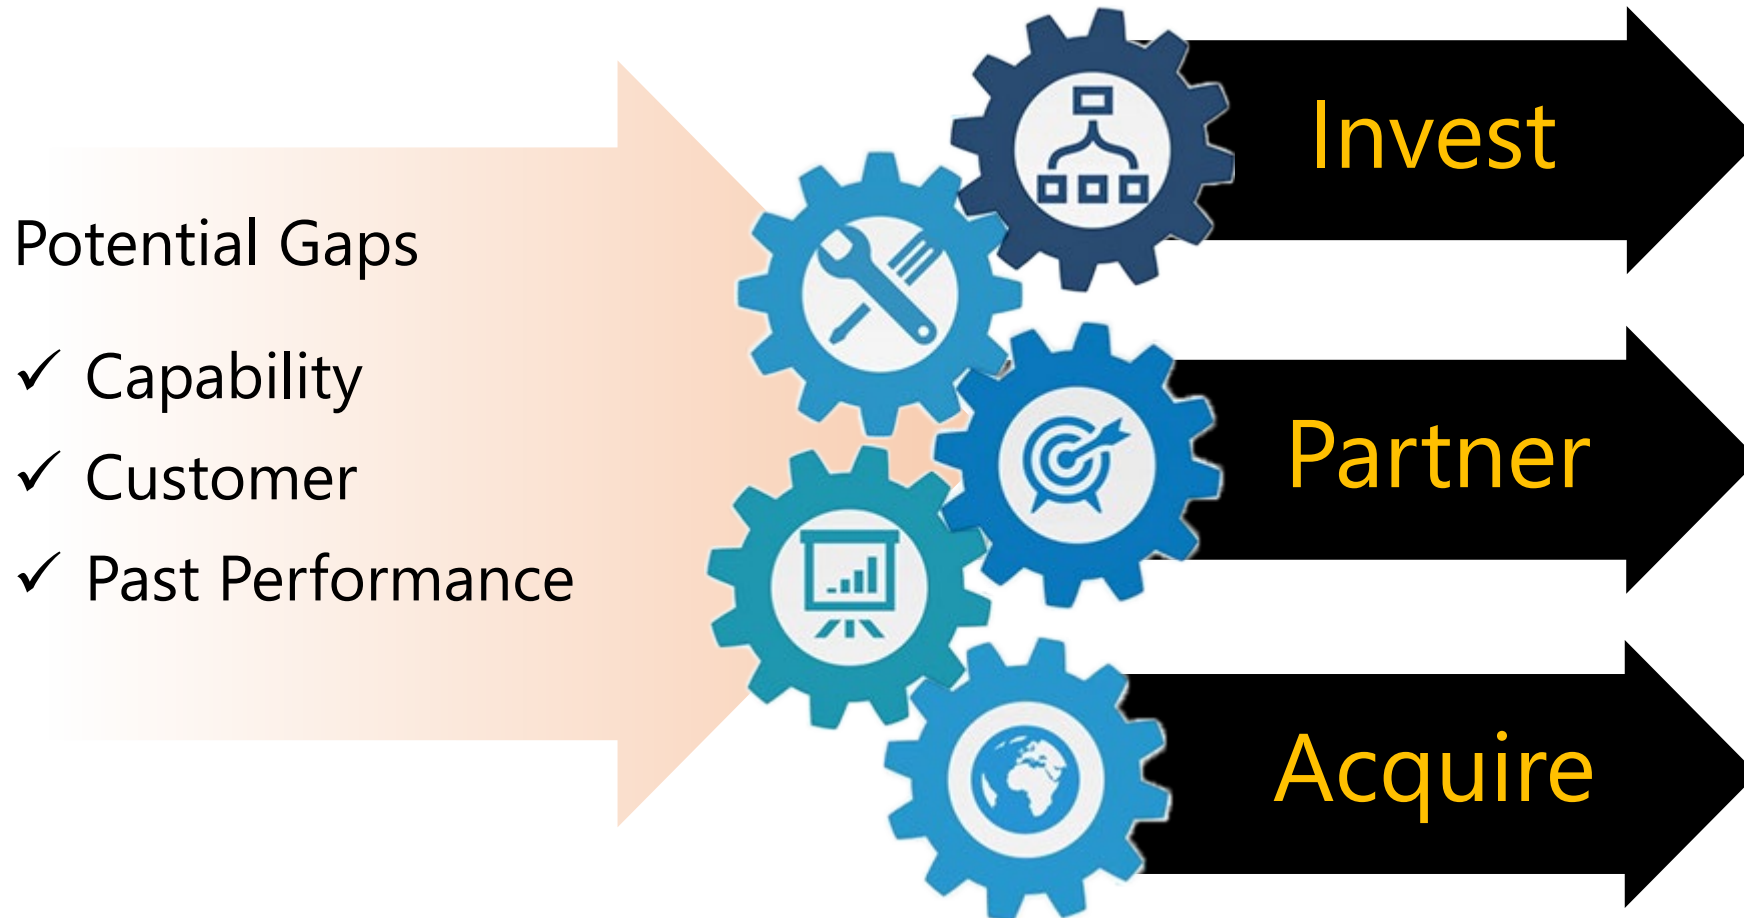 Potential Gaps
✓ Capability
✓ Customer
✓ Past Performance
Invest
Partner
Acquire